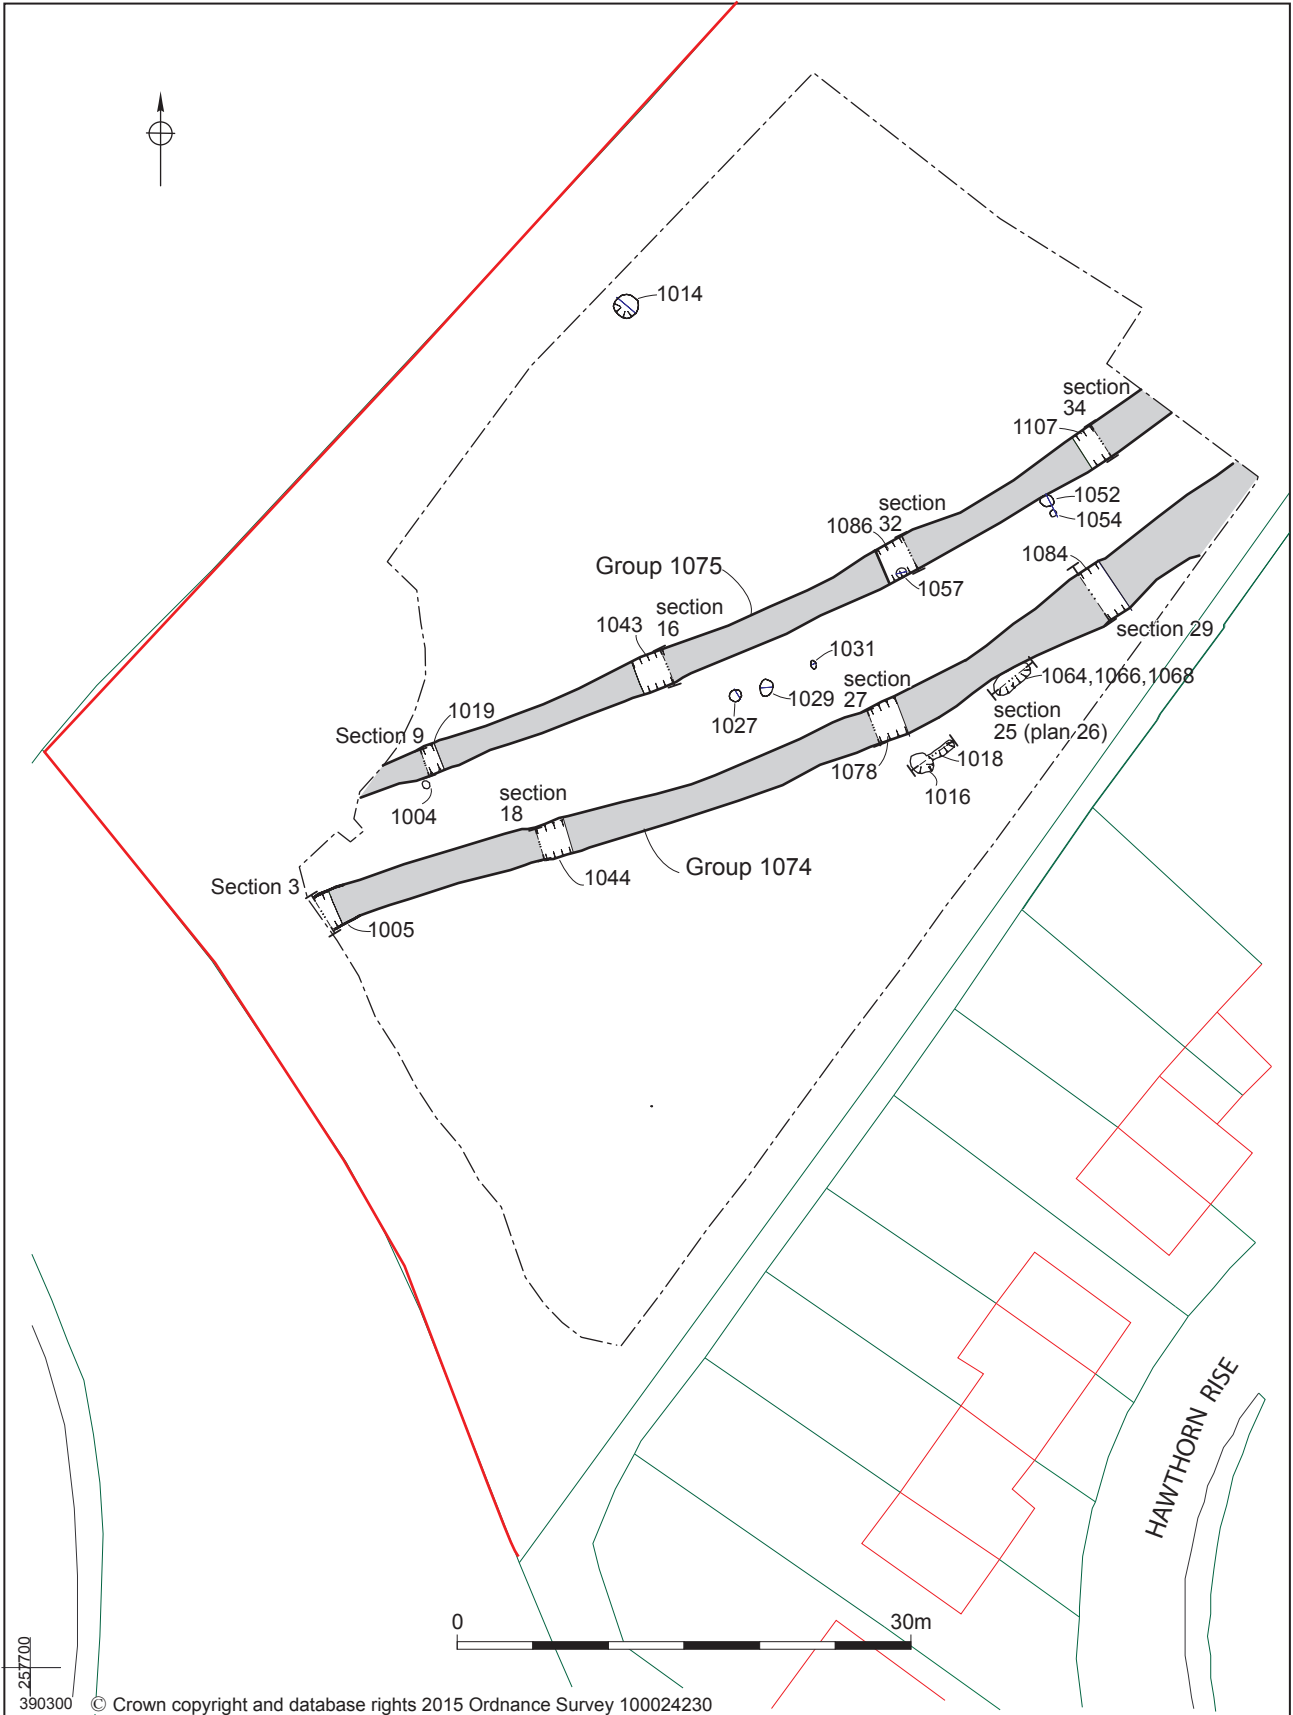 1014
section
34
1107
1052
1054
section
32
1086
1084
Group 1075
1057
section
16
1043
section 29
1031
section
27
1064,1066,1068
1029
1027
section
25 (plan 26)
1019
Section 9
1018
1078
1016
section
18
1004
Group 1074
1044
Section 3
1005
HAWTHORN RISE
0
30m
257700
390300
© Crown copyright and database rights 2015 Ordnance Survey 100024230